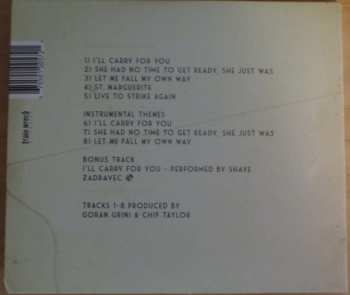 1) I'LL CARRY FOR YOU
2) SHE HAD NO TIME TO GET READY, SHE JUST WAS
3) LET ME FALL MY OWN WAY
4) ST. MARGUERITE
5) LIVE TO STRIKE AGAIN
INSTRUMENTAL THEMES
6) I'LL CARRY FOR YOU
7) SHE HAD NO TIME TO GET READY, SHE JUST WAS
8) LET ME FALL MY OWN WAY
BONUS TRACK
I'LL CARRY FOR YOU - PERFORMED BY SHAYE
ZADRAVEC
TRACKS 1-8 PRODUCED BY
GORAN GRINI & CHIP TAYLOR
[train wreck]